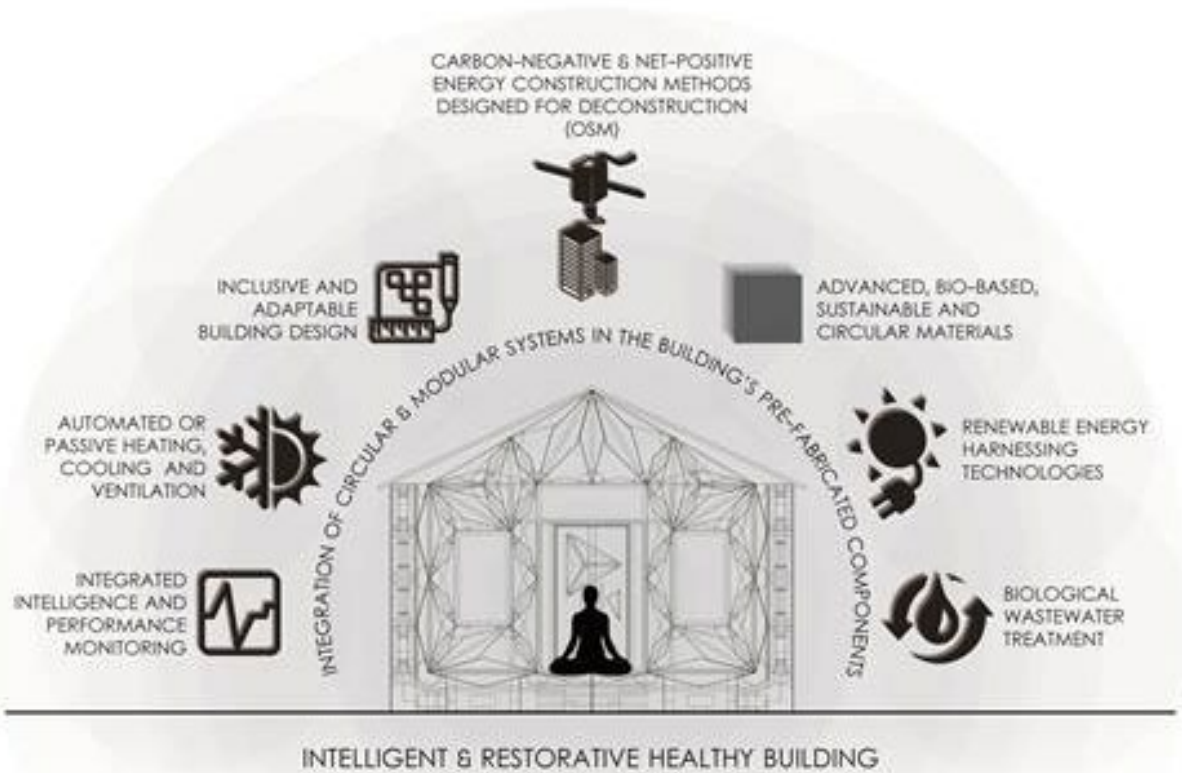 CARBON-NEGATIVE & NET-POSITIVE
ENERGY CONSTRUCTION METHODS
DESIGNED FOR DECONSTRUCTION
(OSM)
INCLUSIVE AND
ADAPTABLE
BUILDING DESIGN
ADVANCED, BIO-BASED,
SUSTAINABLE AND
CIRCULAR MATERIALS
INTEGRATION OF CIRCULAR & MODULAR SYSTEMS IN THE BUILDING'S PRE-FABRICATED COMPONENTS
AUTOMATED OR
PASSIVE HEATING,
COOLING AND
VENTILATION
RENEWABLE ENERGY
HARNESSING
TECHNOLOGIES
INTEGRATED
INTELLIGENCE AND
PERFORMANCE
MONITORING
BIOLOGICAL
WASTEWATER
TREATMENT
INTELLIGENT & RESTORATIVE HEALTHY BUILDING